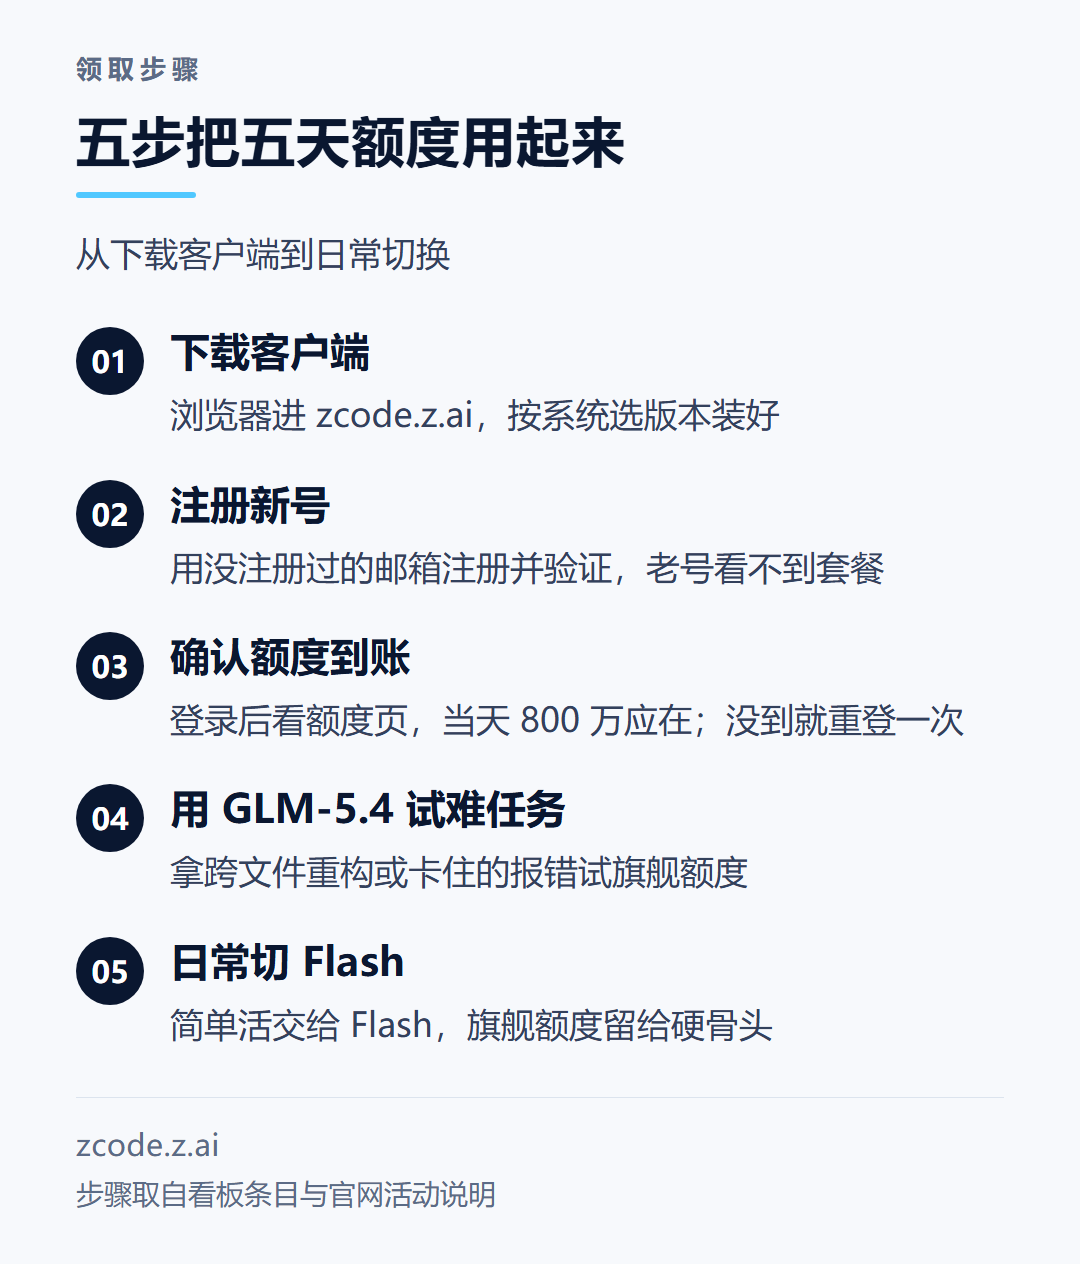 领取步骤
五步把五天额度用起来
从下载客户端到日常切换
01
下载客户端
浏览器进 zcode.z.ai，按系统选版本装好
02
注册新号
用没注册过的邮箱注册并验证，老号看不到套餐
03
确认额度到账
登录后看额度页，当天 800 万应在；没到就重登一次
04
用 GLM-5.4 试难任务
拿跨文件重构或卡住的报错试旗舰额度
05
日常切 Flash
简单活交给 Flash，旗舰额度留给硬骨头
zcode.z.ai
步骤取自看板条目与官网活动说明